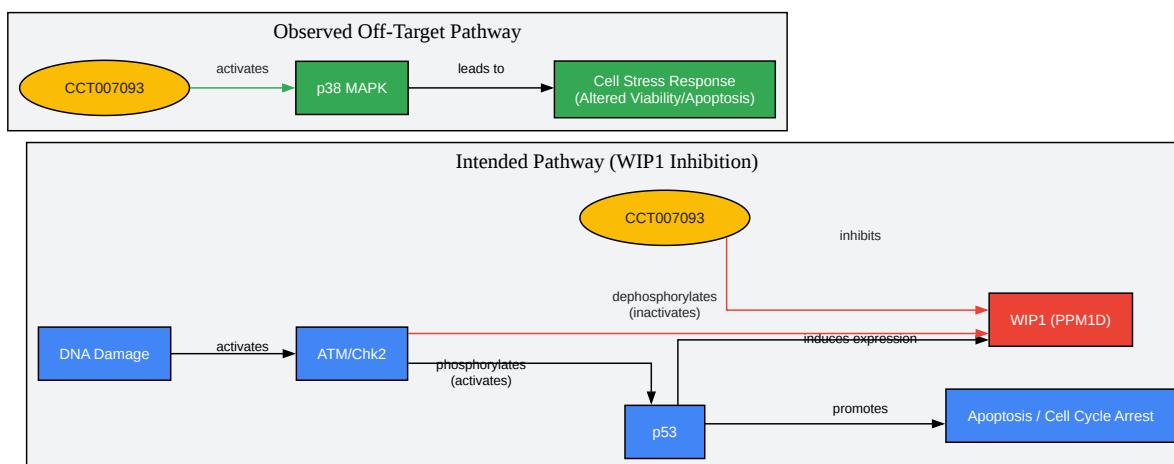 Observed Off-Target Pathway
CCT007093
activates
p38 MAPK
leads to
Cell Stress Response
(Altered Viability/Apoptosis)
Intended Pathway (WIP1 Inhibition)
CCT007093
inhibits
dephosphorylates
(inactivates)
WIP1 (PPM1D)
DNA Damage
activates
ATM/Chk2
induces expression
phosphorylates
(activates)
p53
promotes
Apoptosis / Cell Cycle Arrest